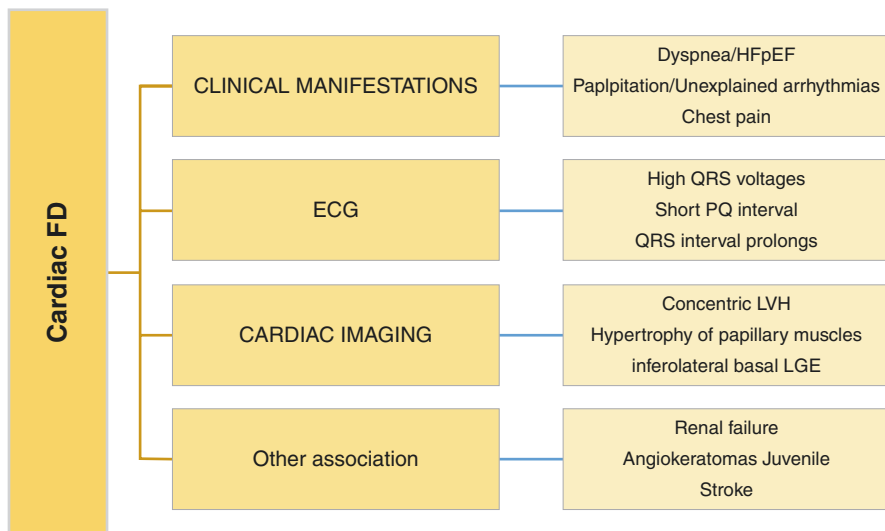 Cardiac FD
CLINICAL MANIFESTATIONS
Dyspnea/HFpEF
Paplpitation/Unexplained arrhythmias
Chest pain
ECG
High QRS voltages
Short PQ interval
QRS interval prolongs
CARDIAC IMAGING
Concentric LVH
Hypertrophy of papillary muscles
inferolateral basal LGE
Other association
Renal failure
Angiokeratomas Juvenile
Stroke